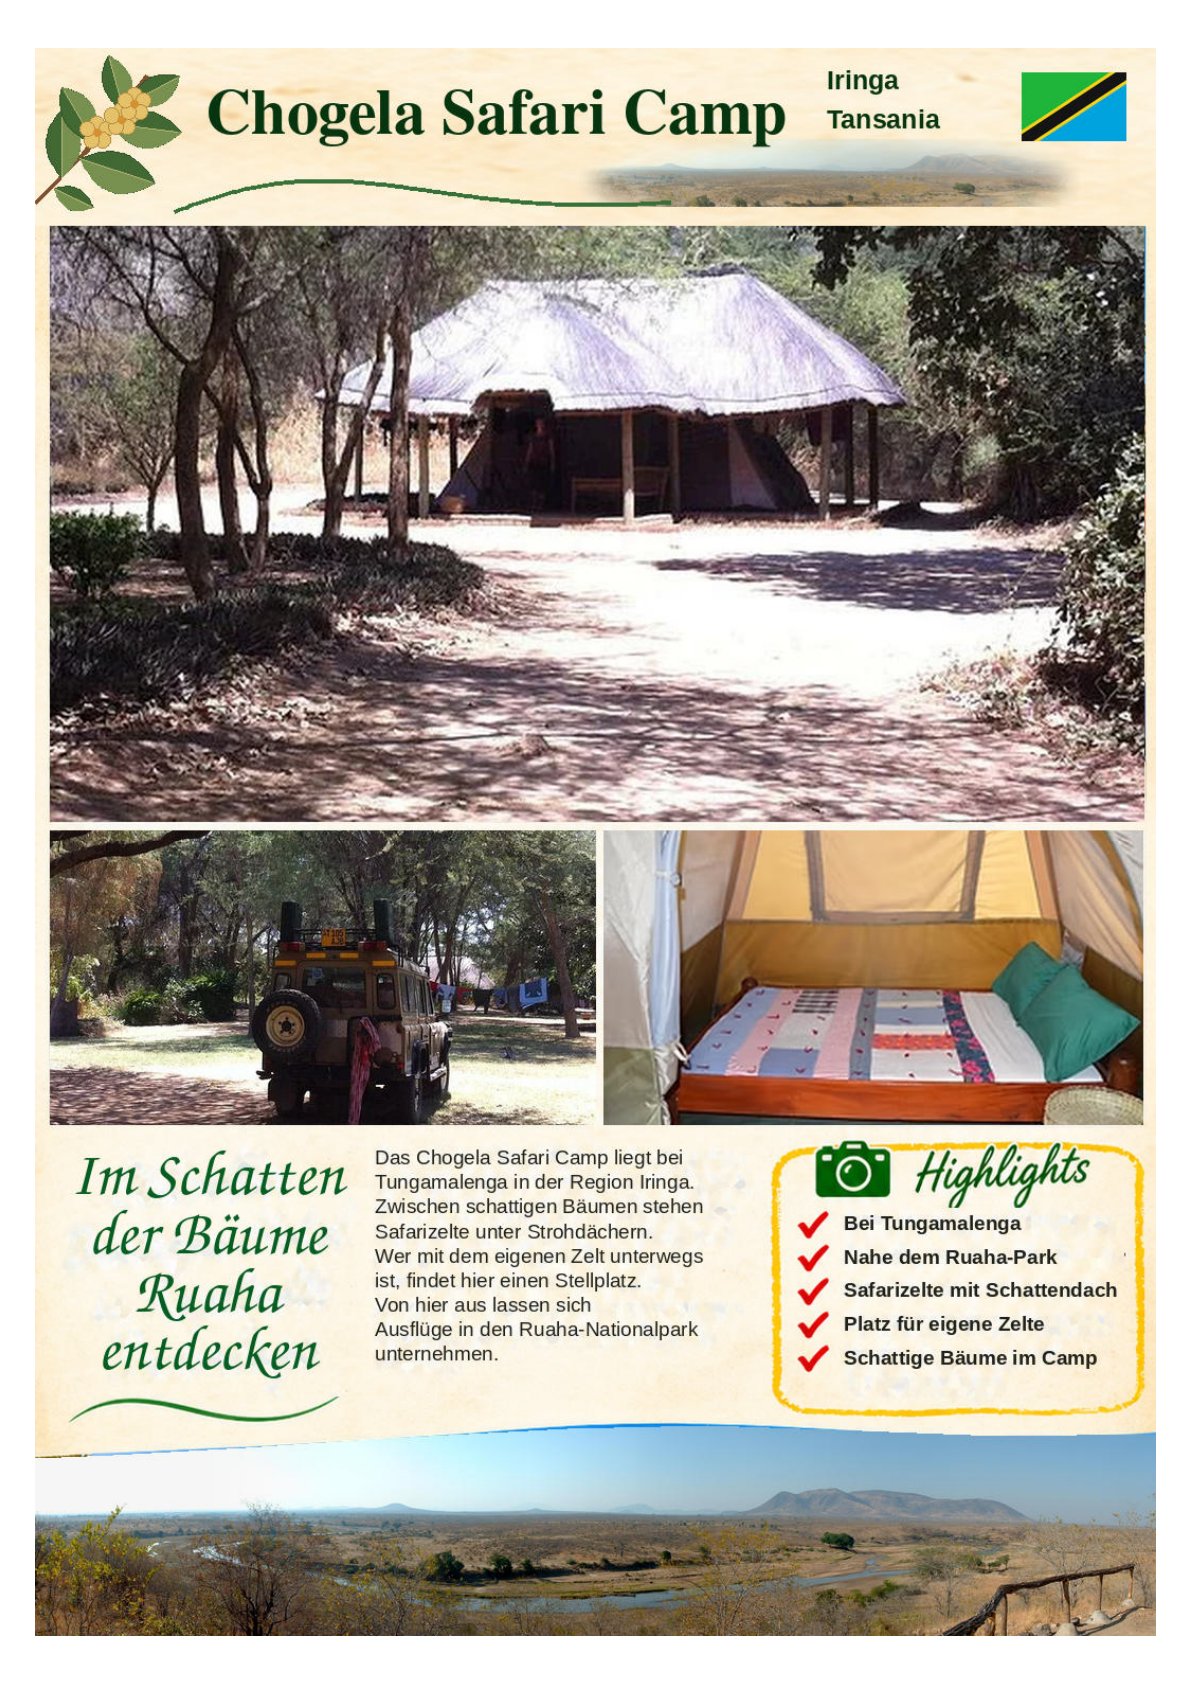 Chogela Safari Camp
Iringa
Tansania
Im Schatten
der Bäume
Ruaha
entdecken
Das Chogela Safari Camp liegt bei
Tungamalenga in der Region Iringa.
Zwischen schattigen Bäumen stehen
Safarizelte unter Strohdächern.
Wer mit dem eigenen Zelt unterwegs
ist, findet hier einen Stellplatz.
Von hier aus lassen sich
Ausflüge in den Ruaha-Nationalpark
unternehmen.
Highlights
Bei Tungamalenga
Nahe dem Ruaha-Park
Safarizelte mit Schattendach
Platz für eigene Zelte
Schattige Bäume im Camp